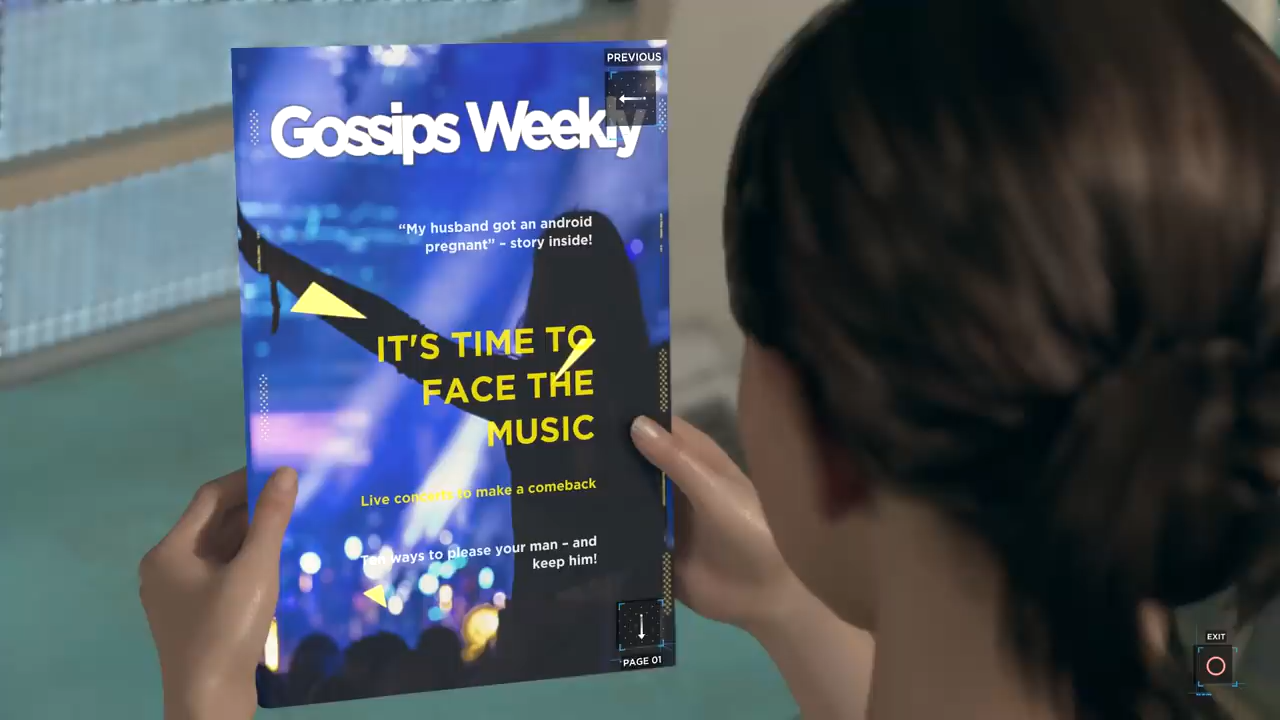 PREVIOUS
Gossips Weekly
“My husband got an android
pregnant” – story inside!
IT'S TIME TO
FACE THE
MUSIC
Live concerts to make a comeback
Ten ways to please your man – and
keep him!
PAGE 01
EXIT